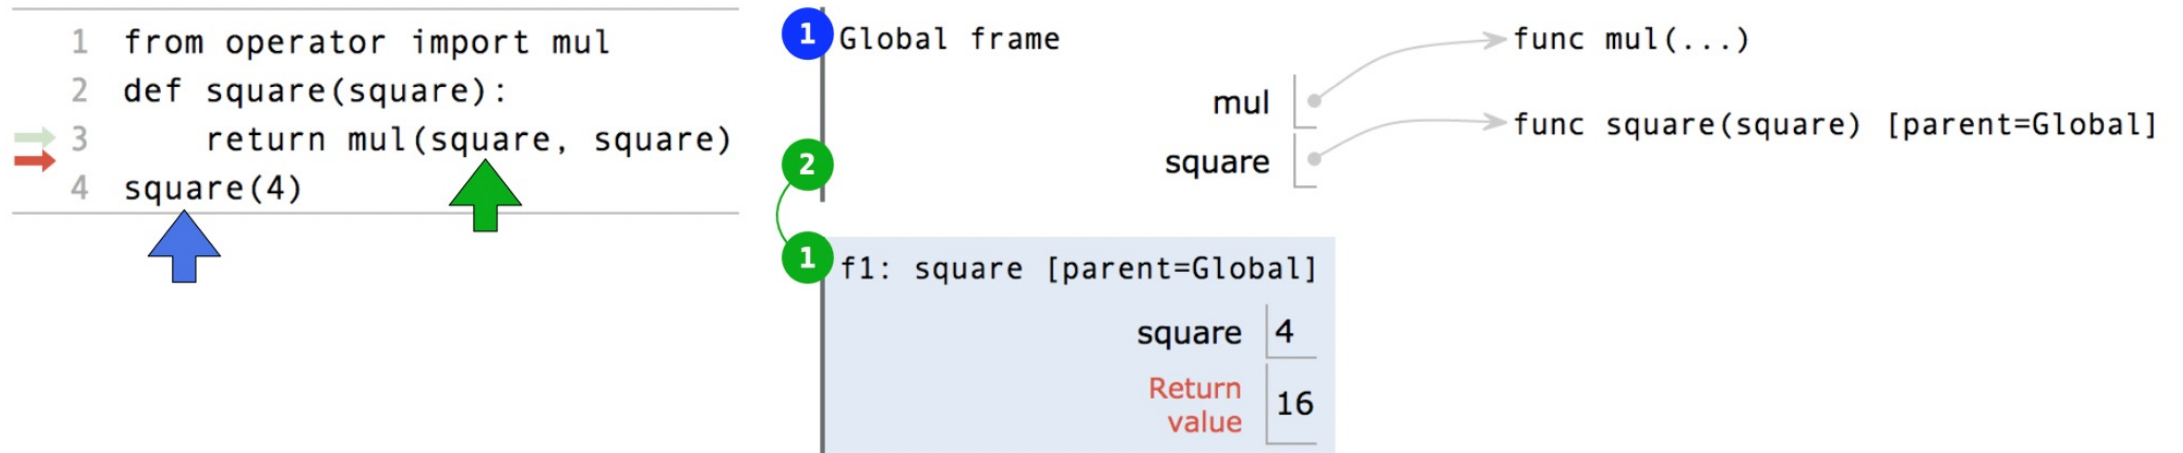 1 from operator import mul
2 def square(square):
3     return mul(square, square)
4 square(4)
1 Global frame
mul
func mul(...)
2
square
func square(square) [parent=Global]
1 f1: square [parent=Global]
square 4
Return
value 16